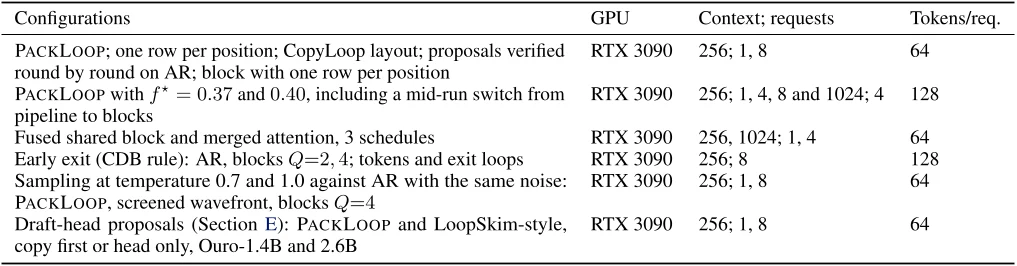 Configurations GPU Context; requests Tokens/req.
PACKLOOP; one row per position; CopyLoop layout; proposals verified RTX 3090 256; 1, 8 64
round by round on AR; block with one row per position
PACKLOOP with f⋆ = 0.37 and 0.40, including a mid-run switch from RTX 3090 256; 1, 4, 8 and 1024; 4 128
pipeline to blocks
Fused shared block and merged attention, 3 schedules RTX 3090 256, 1024; 1, 4 64
Early exit (CDB rule): AR, blocks Q=2, 4; tokens and exit loops RTX 3090 256; 8 128
Sampling at temperature 0.7 and 1.0 against AR with the same noise: RTX 3090 256; 1, 8 64
PACKLOOP, screened wavefront, blocks Q=4
Draft-head proposals (Section E): PACKLOOP and LoopSkim-style, RTX 3090 256; 1, 8 64
copy first or head only, Ouro-1.4B and 2.6B